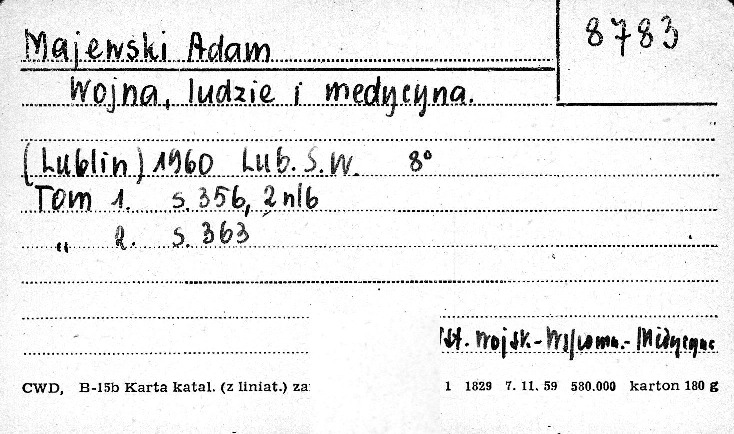 Majewski Adam
8783
Wojna, ludzie i medycyna.
(Lublin) 1960 Lub. S.W. 8°
Tom 1. s. 356, 2 nlb
„ 2. s. 363
Wojsk.-Wspomn.-Medycyna
CWD, B-15b Karta katal. (z liniat.) za
1 1829 7. 11. 59 580.000 karton 180 g